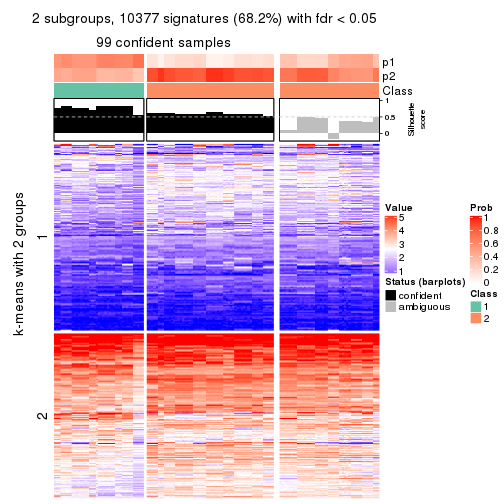 2 subgroups, 10377 signatures (68.2%) with fdr < 0.05
99 confident samples
p1
p2
Class
1
0.5
0
Silhouette
score
k-means with 2 groups
1
2
Value
5
4
3
2
1
Status (barplots)
confident
ambiguous
Prob
1
0.8
0.6
0.4
0.2
0
Class
1
2